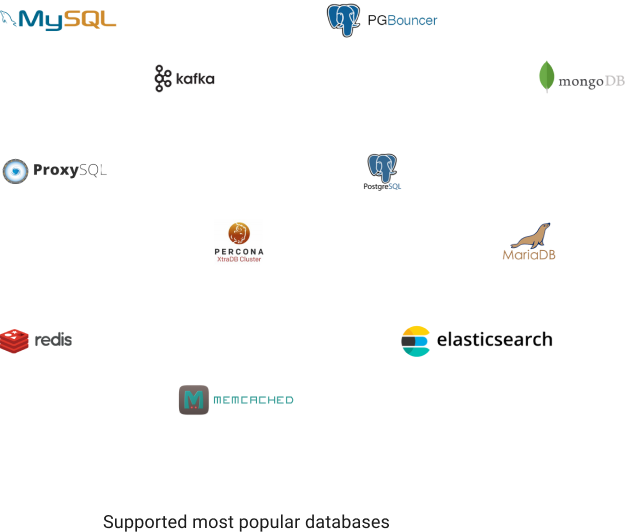 MySQL
PGBouncer
kafka
mongoDB
ProxySQL
PostgreSQL
PERCONA
XtraDB Cluster
MariaDB
redis
elasticsearch
MEMCACHED
Supported most popular databases